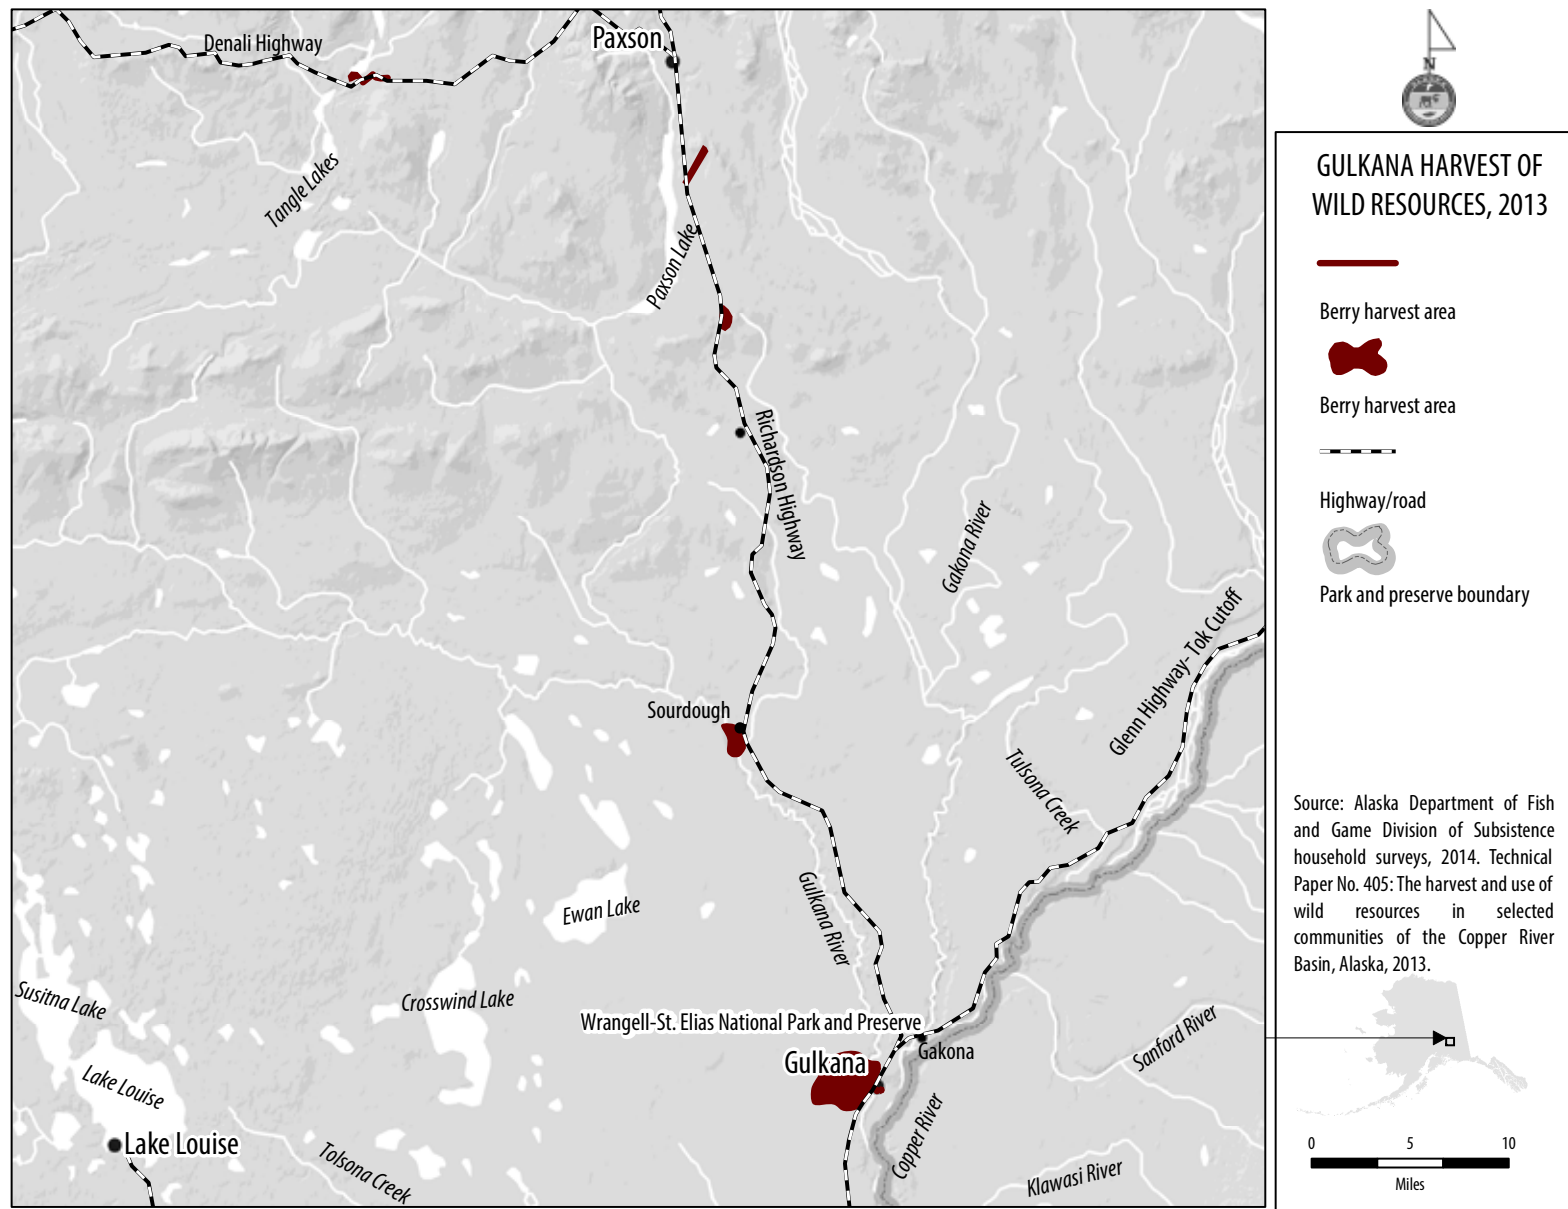 Denali Highway
Paxson
Tangle Lakes
Paxson Lake
Richardson Highway
Gakona River
Glenn Highway- Tok Cutoff
Sourdough
Tulsona Creek
Gulkana River
Ewan Lake
Crosswind Lake
Susitna Lake
Lake Louise
Lake Louise
Tolsona Creek
Wrangell-St. Elias National Park and Preserve
Gulkana
Gakona
Copper River
Sanford River
Klawasi River
N
GULKANA HARVEST OF
WILD RESOURCES, 2013
Berry harvest area
Berry harvest area
Highway/road
Park and preserve boundary
Source: Alaska Department of Fish
and Game Division of Subsistence
household surveys, 2014. Technical
Paper No. 405: The harvest and use of
wild resources in selected
communities of the Copper River
Basin, Alaska, 2013.
0 5 10
Miles